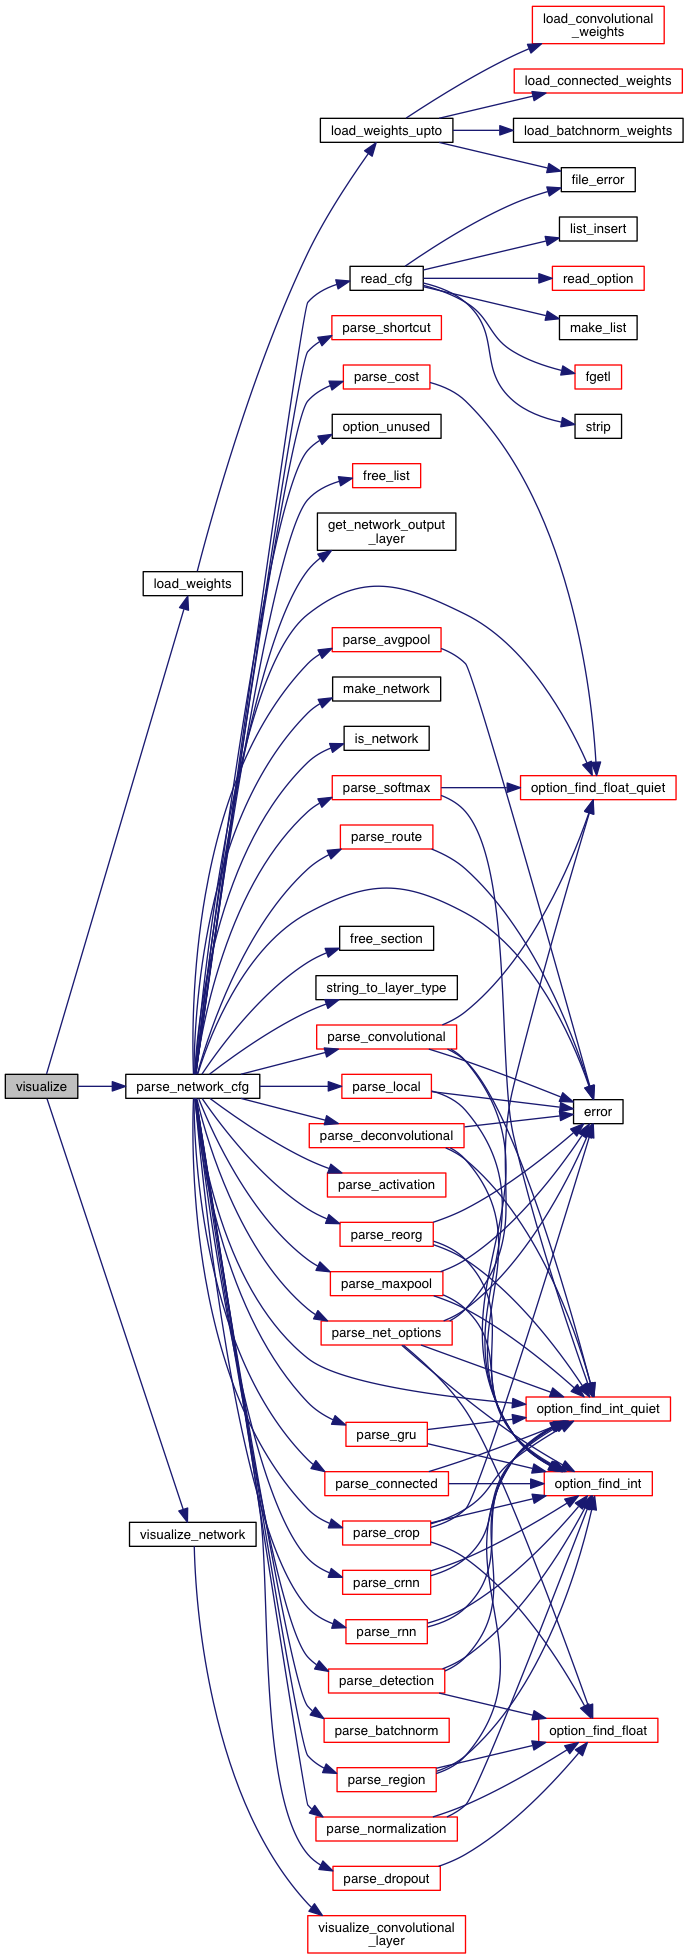 load_convolutional
_weights
load_connected_weights
load_weights_upto
load_batchnorm_weights
file_error
list_insert
read_cfg
read_option
parse_shortcut
make_list
parse_cost
fgetl
option_unused
strip
free_list
get_network_output
_layer
load_weights
parse_avgpool
make_network
is_network
parse_softmax
option_find_float_quiet
parse_route
free_section
string_to_layer_type
parse_convolutional
visualize
parse_network_cfg
parse_local
error
parse_deconvolutional
parse_activation
parse_reorg
parse_maxpool
parse_net_options
option_find_int_quiet
parse_gru
parse_connected
option_find_int
visualize_network
parse_crop
parse_crnn
parse_rnn
parse_detection
parse_batchnorm
option_find_float
parse_region
parse_normalization
parse_dropout
visualize_convolutional
_layer